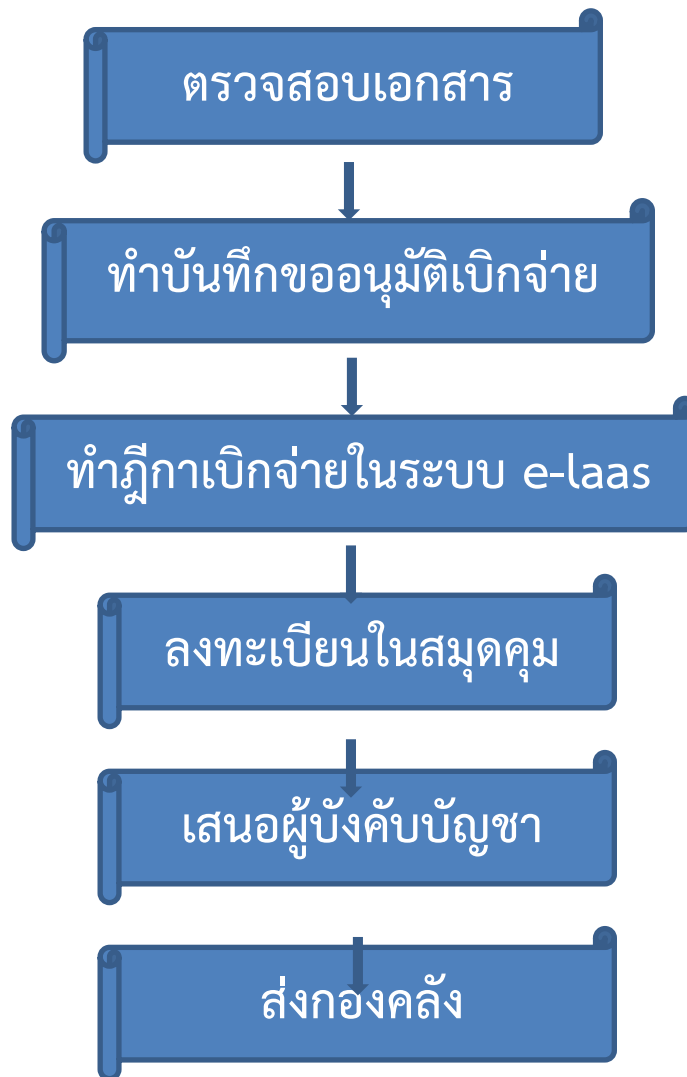 ตรวจสอบเอกสาร
ทำบันทึกขออนุมัติเบิกจ่าย
ทำฎีกาเบิกจ่ายในระบบ e-laas
ลงทะเบียนในสมุดคุม
เสนอผู้บังคับบัญชา
ส่งกองคลัง